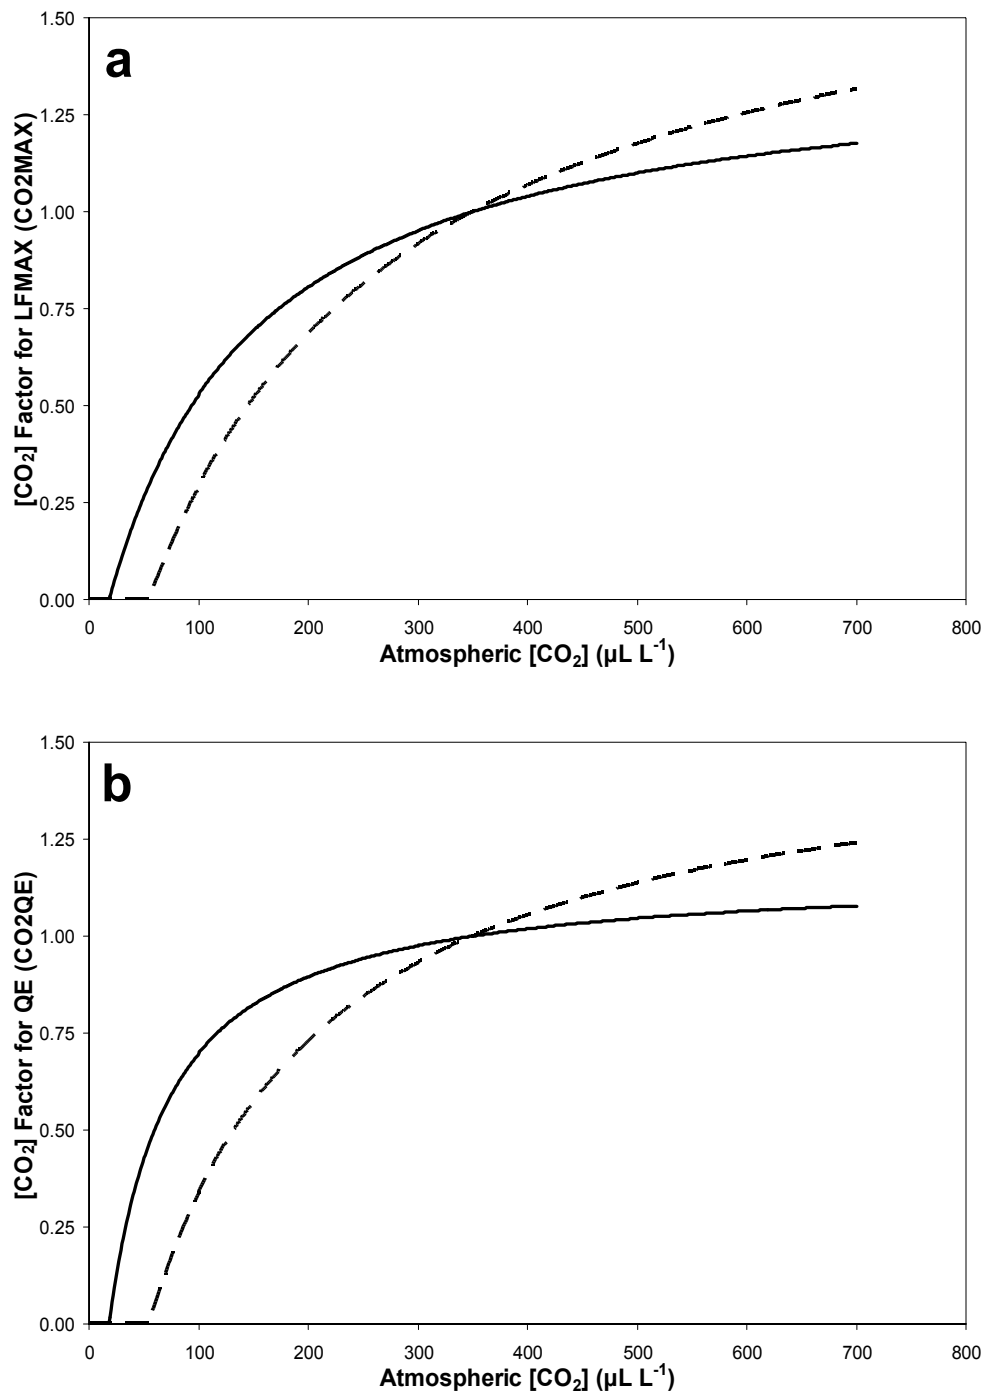 a
[CO₂] Factor for LFMAX (CO2MAX)
1.50
1.25
1.00
0.75
0.50
0.25
0.00
0 100 200 300 400 500 600 700 800
Atmospheric [CO₂] (µL L⁻¹)
b
[CO₂] Factor for QE (CO2QE)
1.50
1.25
1.00
0.75
0.50
0.25
0.00
0 100 200 300 400 500 600 700 800
Atmospheric [CO₂] (µL L⁻¹)